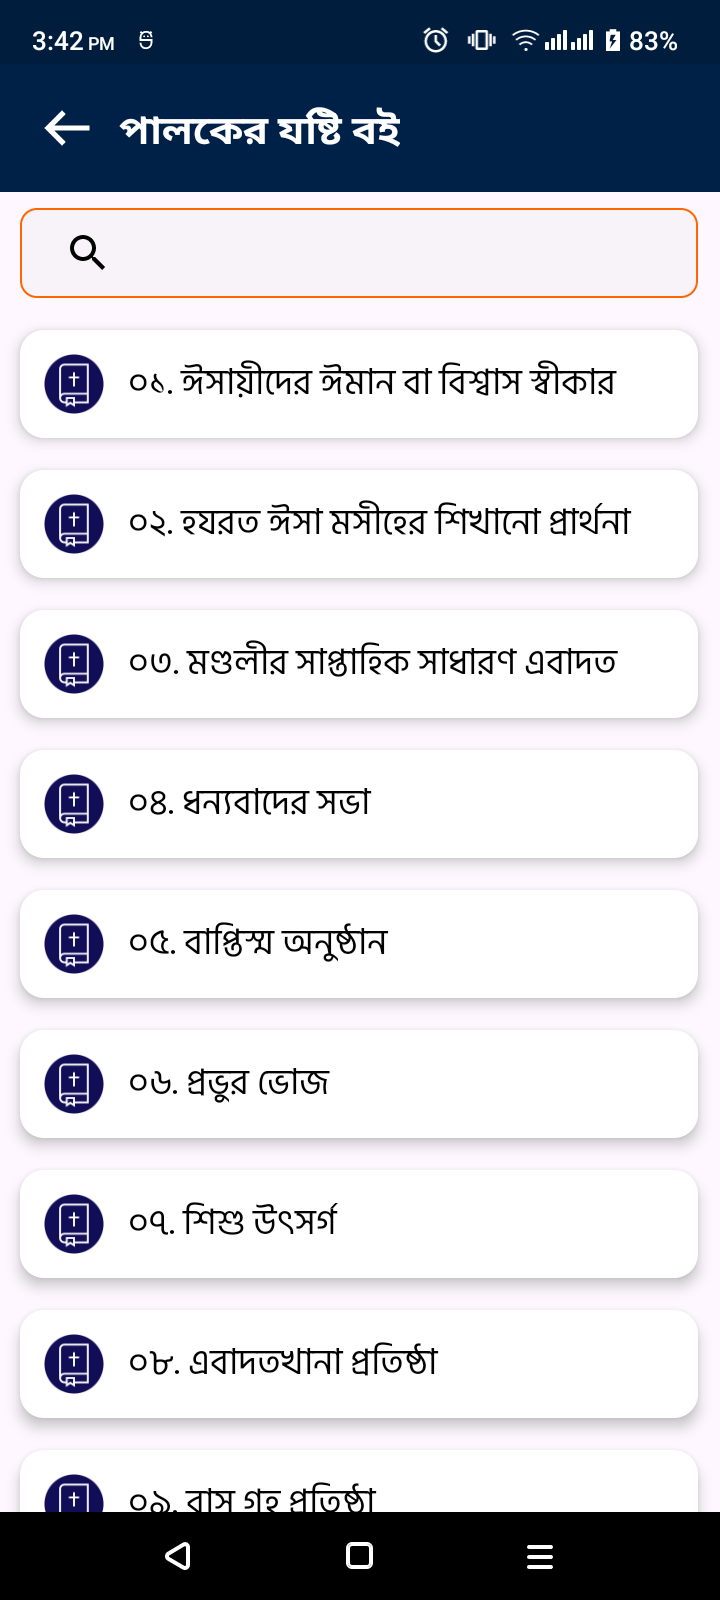 3:42 PM 83%
পালকের যষ্টি বই
০১. ঈসায়ীদের ঈমান বা বিশ্বাস স্বীকার
০২. হযরত ঈসা মসীহের শিখানো প্রার্থনা
০৩. মণ্ডলীর সাপ্তাহিক সাধারণ এবাদত
০৪. ধন্যবাদের সভা
০৫. বাপ্তিস্ম অনুষ্ঠান
০৬. প্রভুর ভোজ
০৭. শিশু উৎসর্গ
০৮. এবাদতখানা প্রতিষ্ঠা
০৯. বাস গৃহ প্রতিষ্ঠা